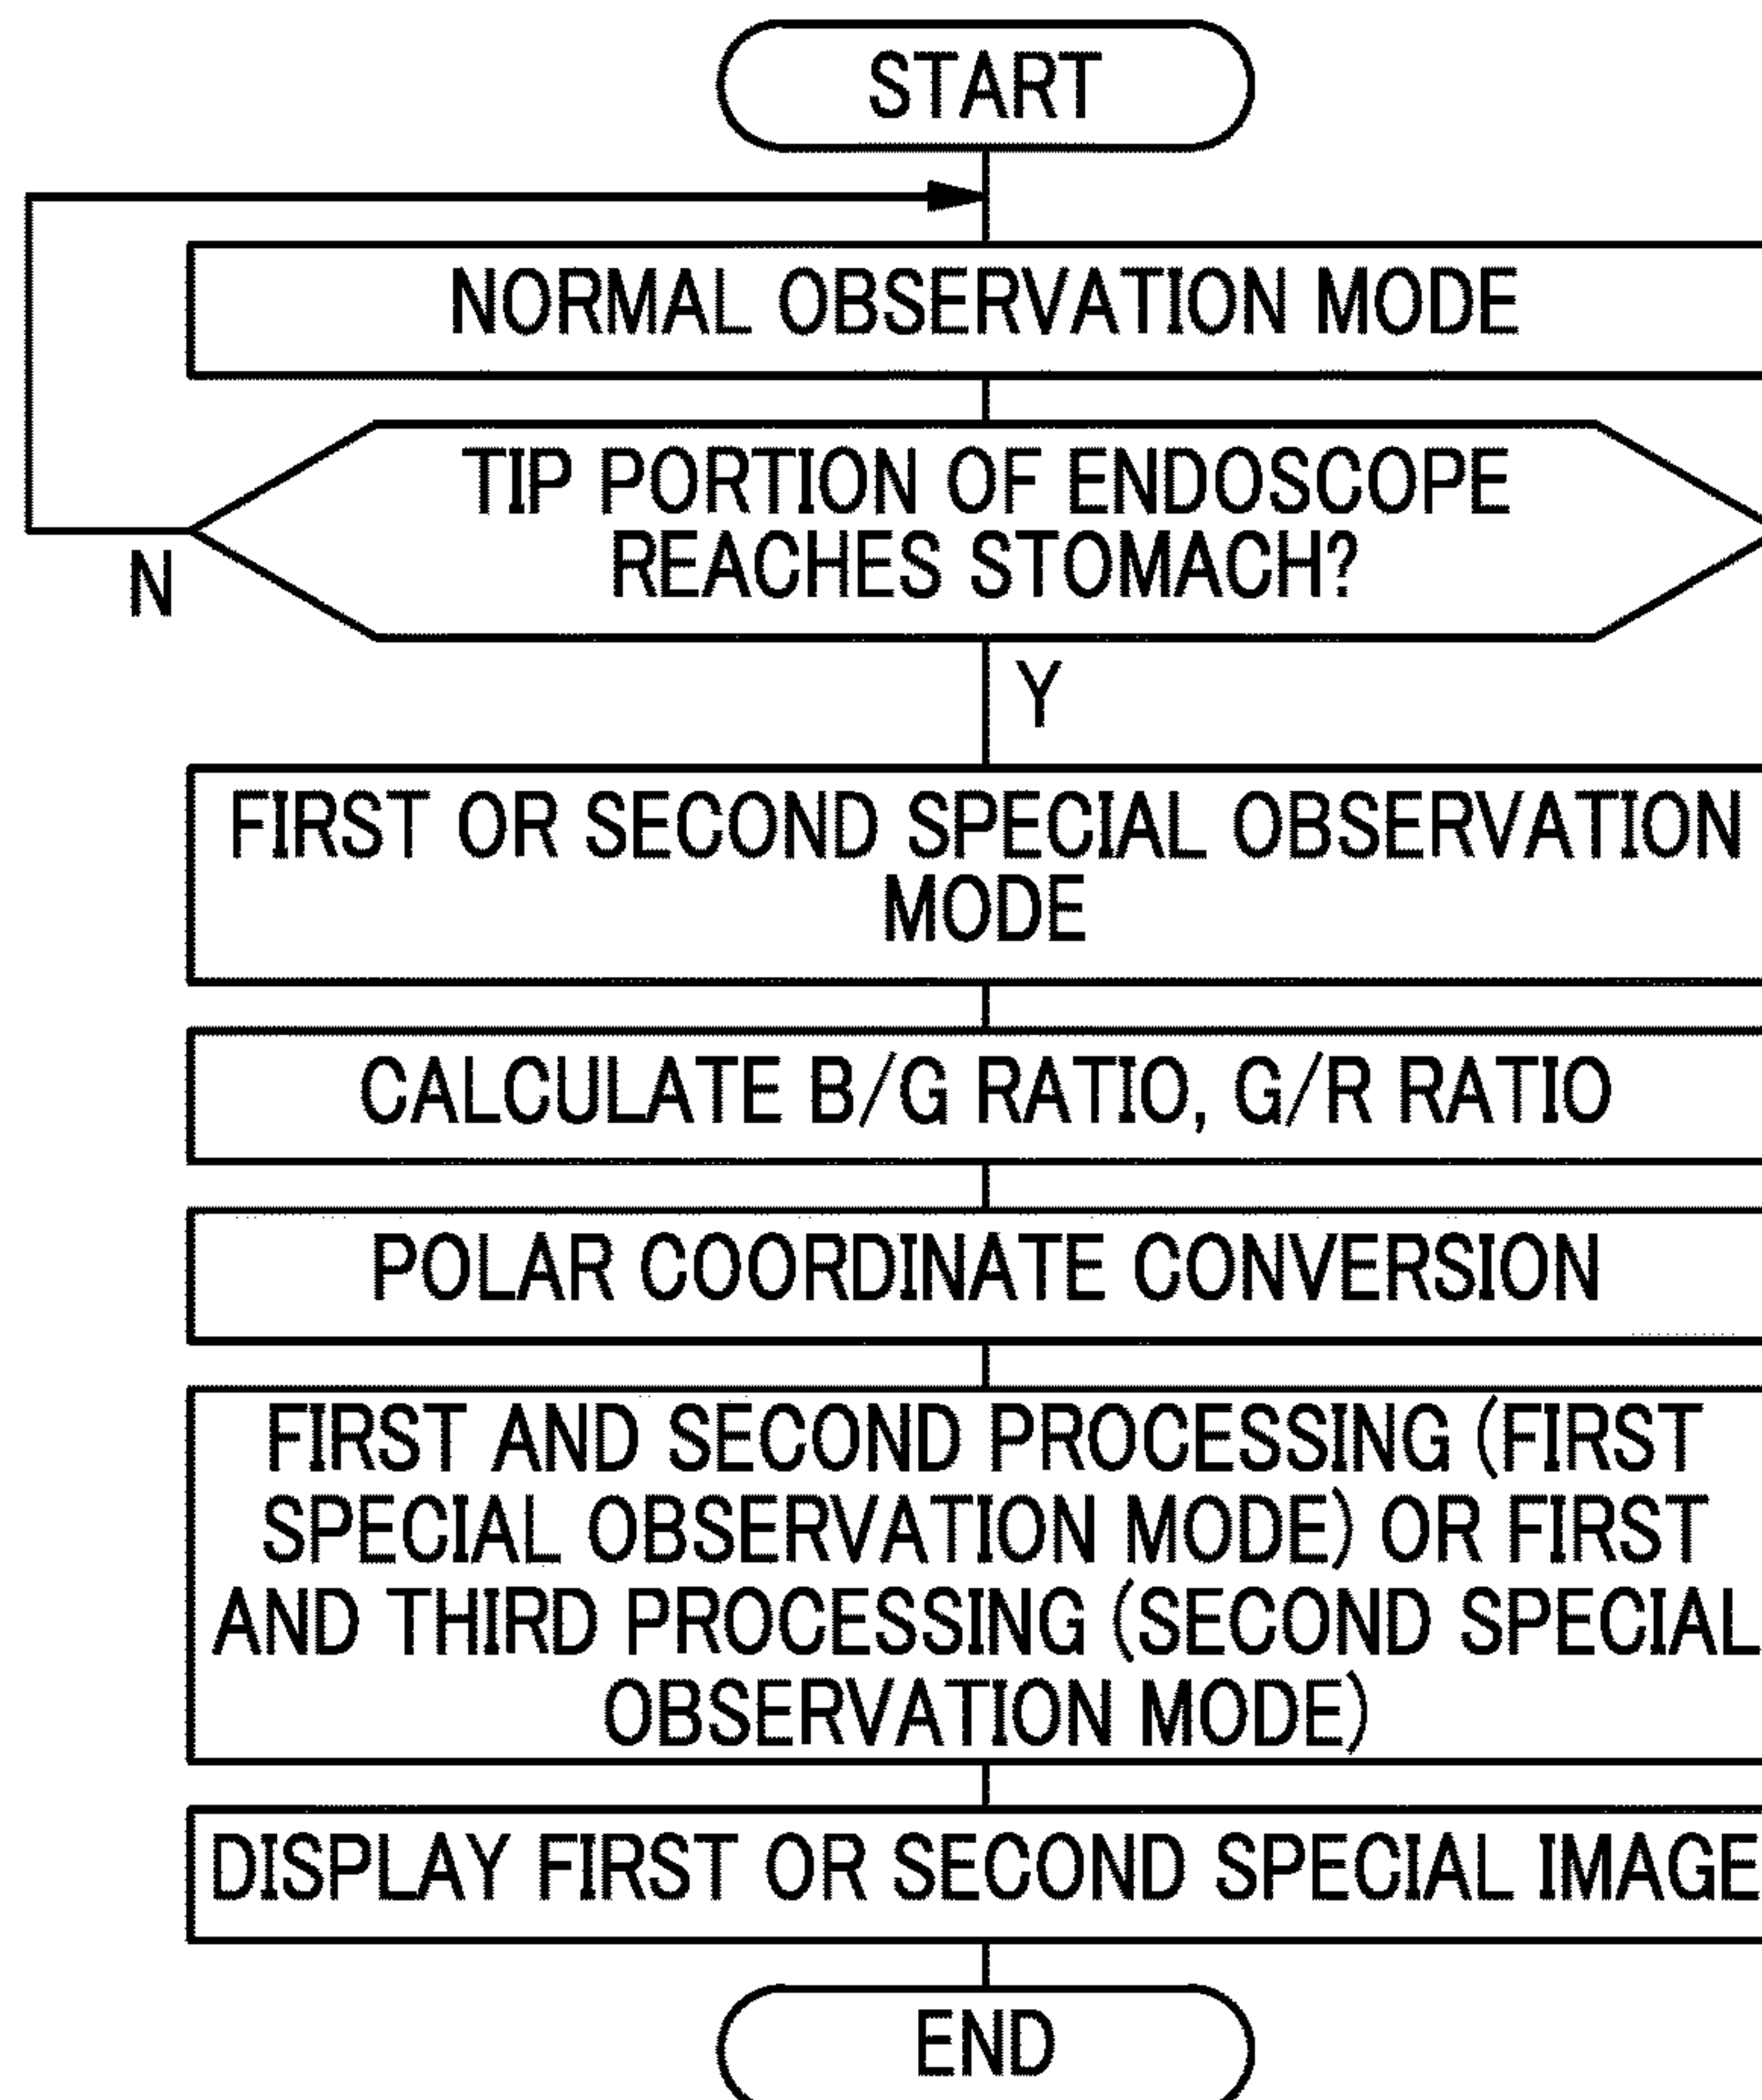 START
NORMAL OBSERVATION MODE
TIP PORTION OF ENDOSCOPE
REACHES STOMACH?
N
Y
FIRST OR SECOND SPECIAL OBSERVATION
MODE
CALCULATE B/G RATIO, G/R RATIO
POLAR COORDINATE CONVERSION
FIRST AND SECOND PROCESSING (FIRST
SPECIAL OBSERVATION MODE) OR FIRST
AND THIRD PROCESSING (SECOND SPECIAL
OBSERVATION MODE)
DISPLAY FIRST OR SECOND SPECIAL IMAGE
END